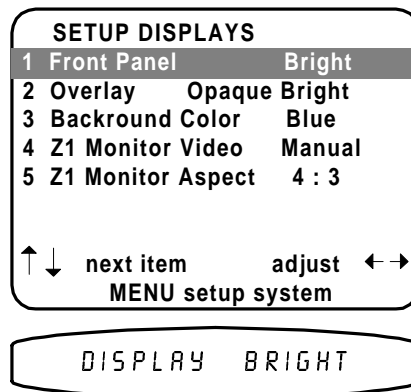 SETUP DISPLAYS
1 Front Panel Bright
2 Overlay Opaque Bright
3 Backround Color Blue
4 Z1 Monitor Video Manual
5 Z1 Monitor Aspect 4 : 3
↑ ↓ next item adjust ← →
MENU setup system
DISPLAY BRIGHT